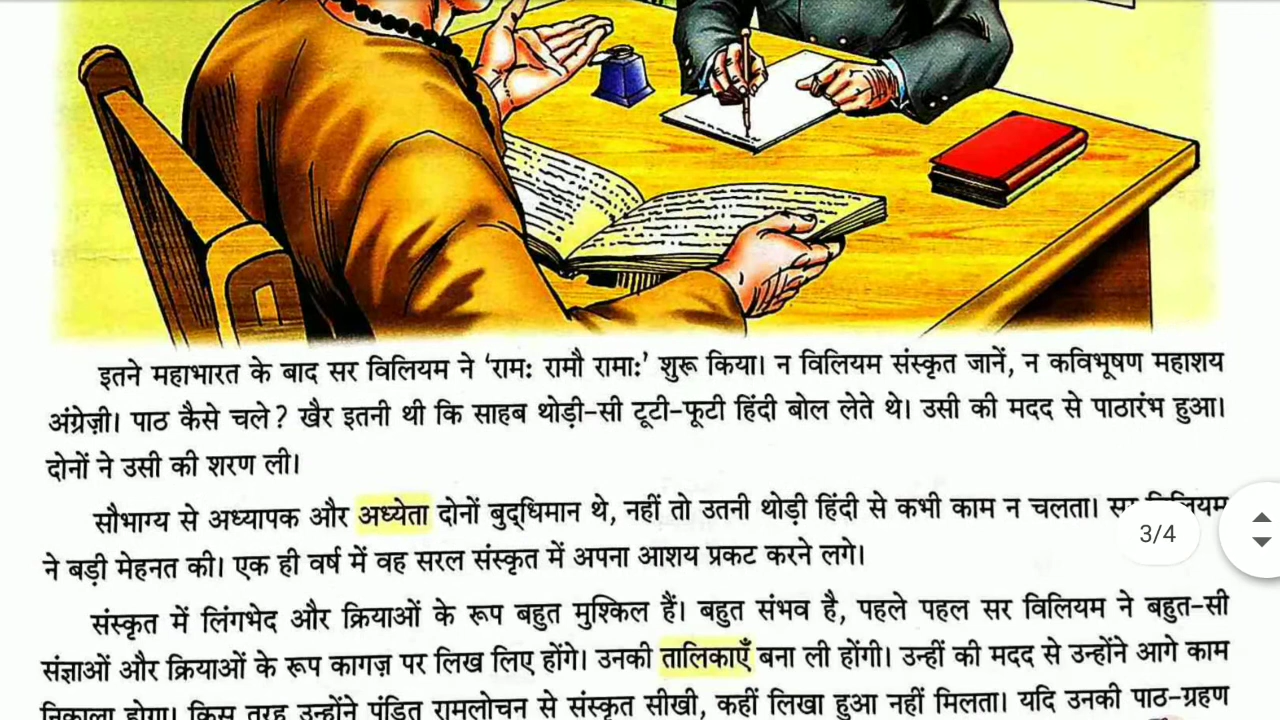 इतने महाभारत के बाद सर विलियम ने ‘रामः रामौ रामाः’ शुरू किया। न विलियम संस्कृत जानें, न कविभूषण महाशय
अंग्रेज़ी। पाठ कैसे चले? खैर इतनी थी कि साहब थोड़ी-सी टूटी-फूटी हिंदी बोल लेते थे। उसी की मदद से पाठारंभ हुआ।
दोनों ने उसी की शरण ली।
सौभाग्य से अध्यापक और अध्येता दोनों बुद्धिमान थे, नहीं तो उतनी थोड़ी हिंदी से कभी काम न चलता। सर विलियम
3/4
ने बड़ी मेहनत की। एक ही वर्ष में वह सरल संस्कृत में अपना आशय प्रकट करने लगे।
संस्कृत में लिंगभेद और क्रियाओं के रूप बहुत मुश्किल हैं। बहुत संभव है, पहले पहल सर विलियम ने बहुत-सी
संज्ञाओं और क्रियाओं के रूप कागज़ पर लिख लिए होंगे। उनकी तालिकाएँ बना ली होंगी। उन्हीं की मदद से उन्होंने आगे काम
निकाला होगा। किस तरह उन्होंने पंडित रामलोचन से संस्कृत सीखी, कहीं लिखा हुआ नहीं मिलता। यदि उनकी पाठ-ग्रहण